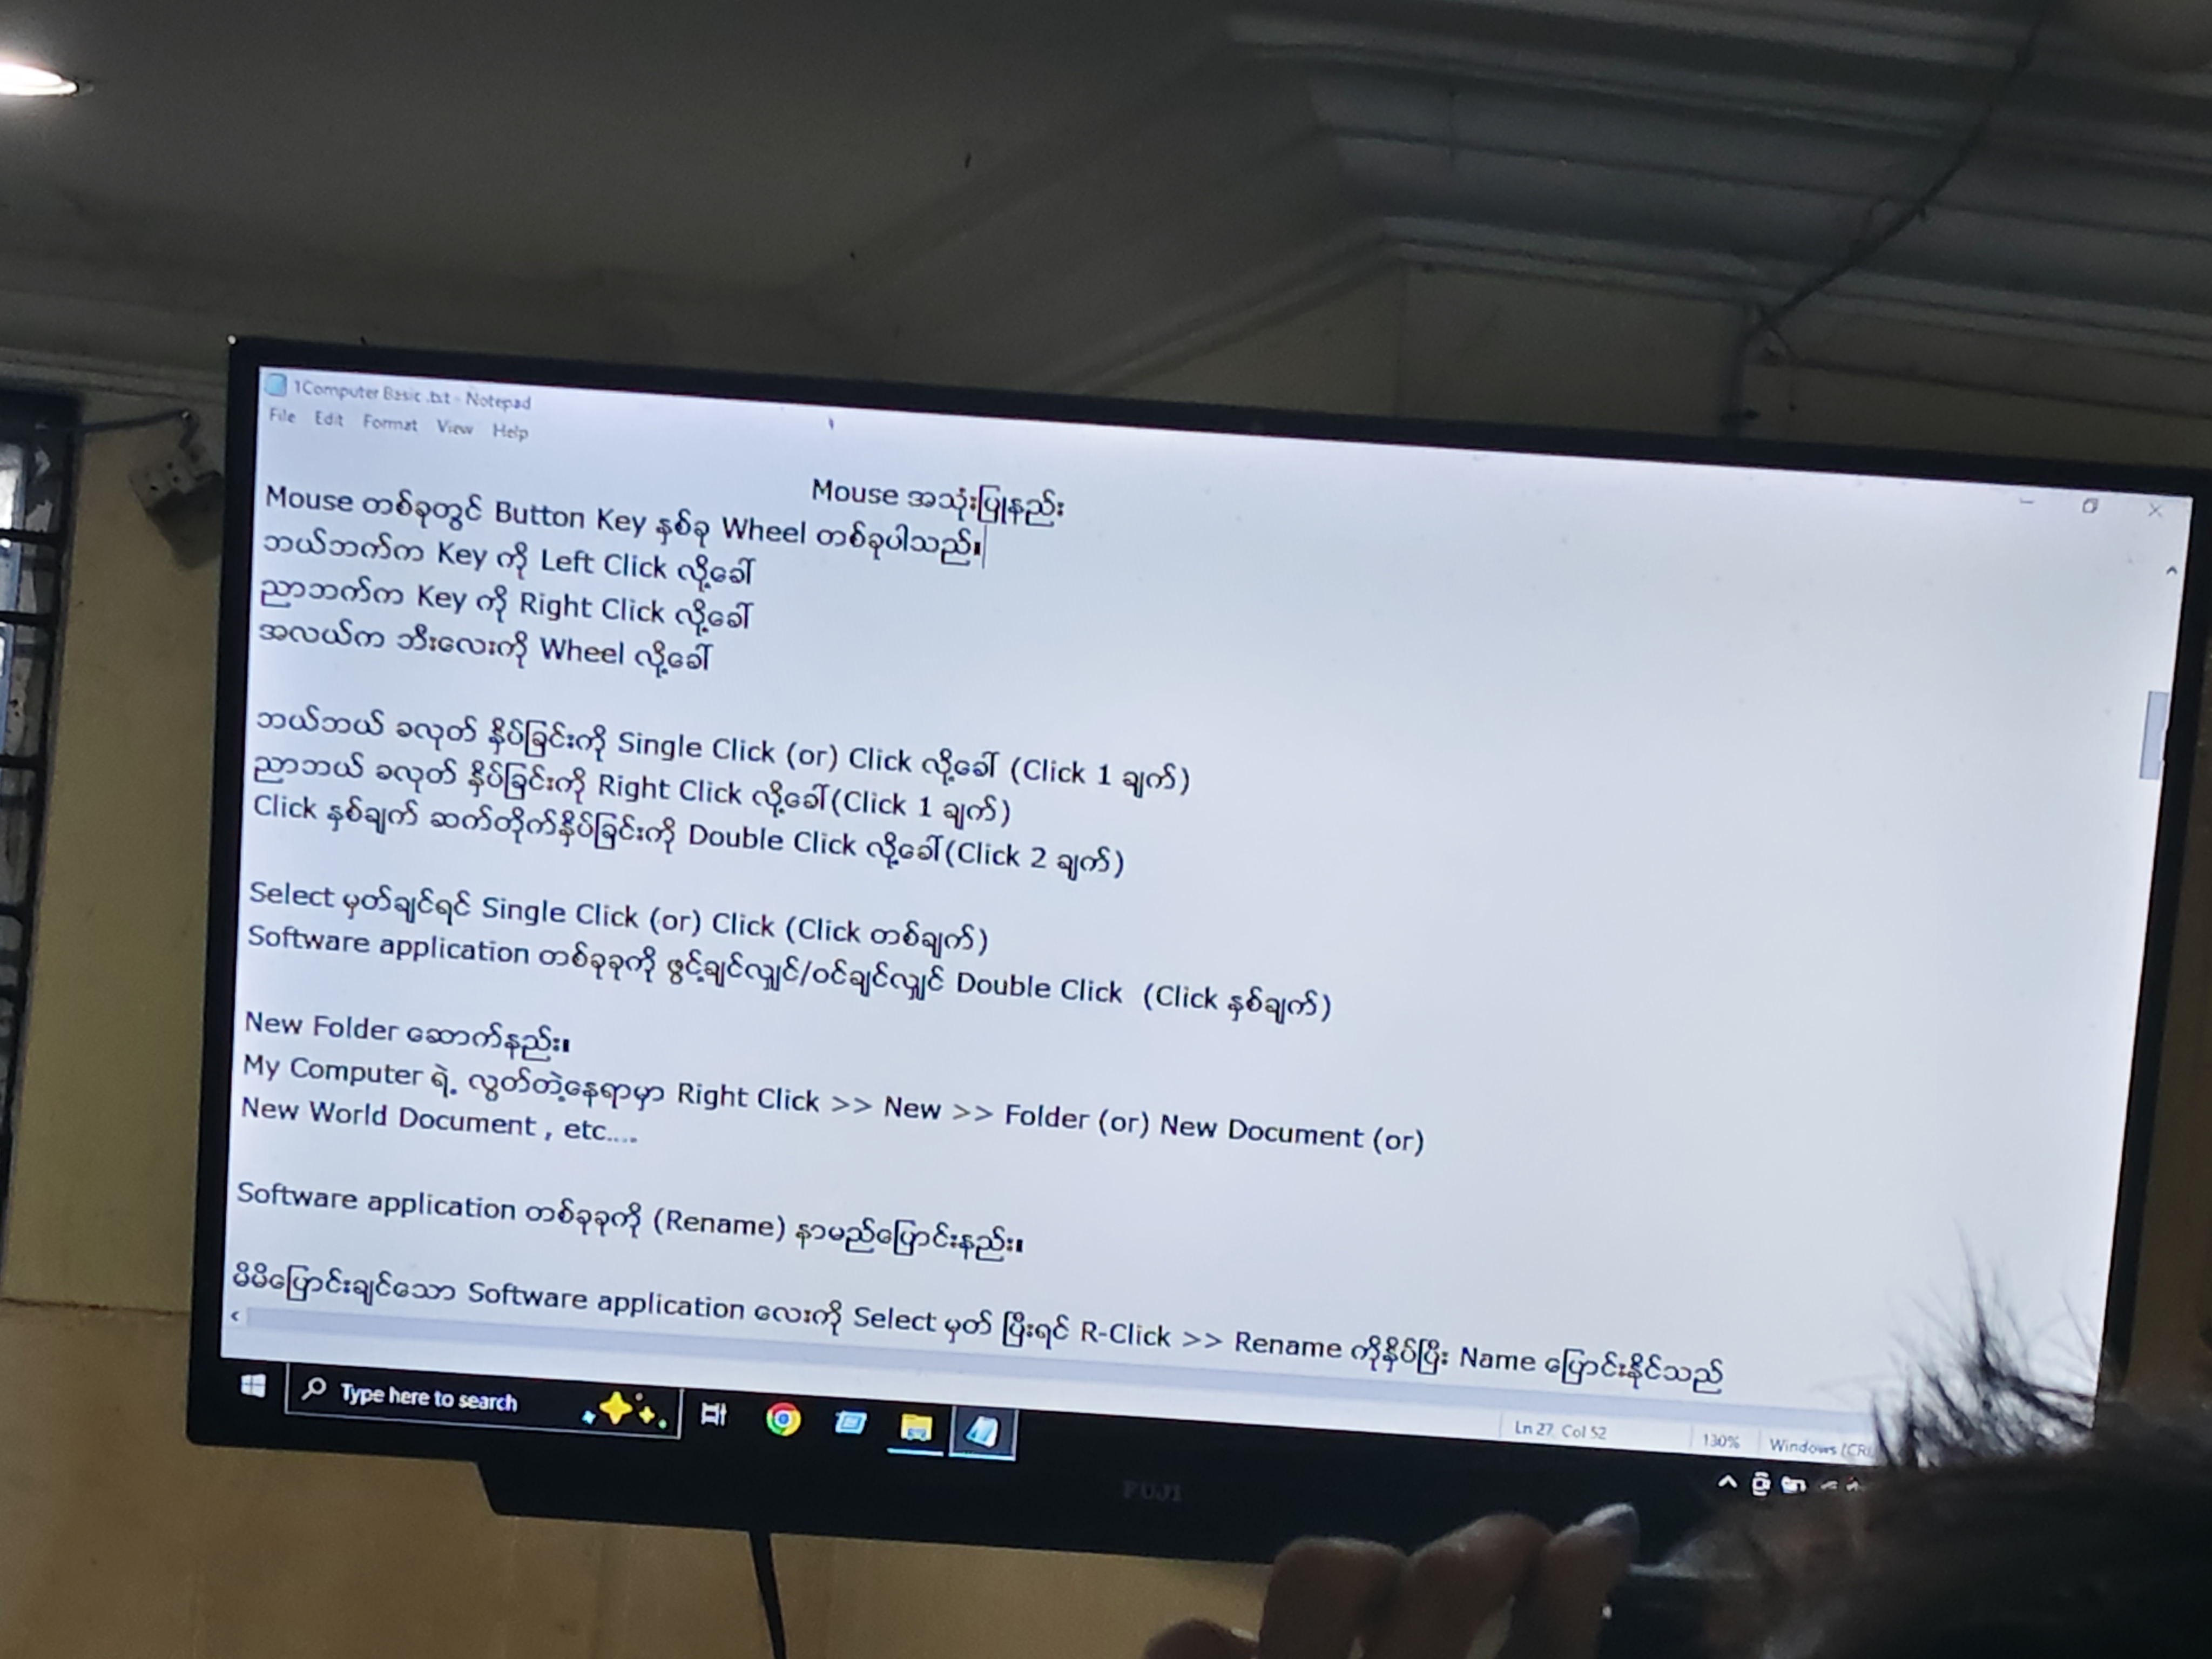 1Computer Basic .txt - Notepad
File Edit Format View Help
Mouse အသုံးပြုနည်း
Mouse တစ်ခုတွင် Button Key နှစ်ခု Wheel တစ်ခုပါသည်။
ဘယ်ဘက်က Key ကို Left Click လို့ခေါ်
ညာဘက်က Key ကို Right Click လို့ခေါ်
အလယ်က ဘီးလေးကို Wheel လို့ခေါ်
ဘယ်ဘယ် ခလုတ် နှိပ်ခြင်းကို Single Click (or) Click လို့ခေါ် (Click 1 ချက်)
ညာဘယ် ခလုတ် နှိပ်ခြင်းကို Right Click လို့ခေါ်(Click 1 ချက်)
Click နှစ်ချက် ဆက်တိုက်နှိပ်ခြင်းကို Double Click လို့ခေါ်(Click 2 ချက်)
Select မှတ်ချင်ရင် Single Click (or) Click (Click တစ်ချက်)
Software application တစ်ခုခုကို ဖွင့်ချင်လျှင်/ဝင်ချင်လျှင် Double Click (Click နှစ်ချက်)
New Folder ဆောက်နည်း။
My Computer ရဲ့ လွတ်တဲ့နေရာမှာ Right Click >> New >> Folder (or) New Document (or)
New World Document , etc....
Software application တစ်ခုခုကို (Rename) နာမည်ပြောင်းနည်း။
မိမိပြောင်းချင်သော Software application လေးကို Select မှတ် ပြီးရင် R-Click >> Rename ကိုနှိပ်ပြီး Name ပြောင်းနိုင်သည်
Ln 27, Col 52 130% Windows (CRL
Type here to search
FUJI